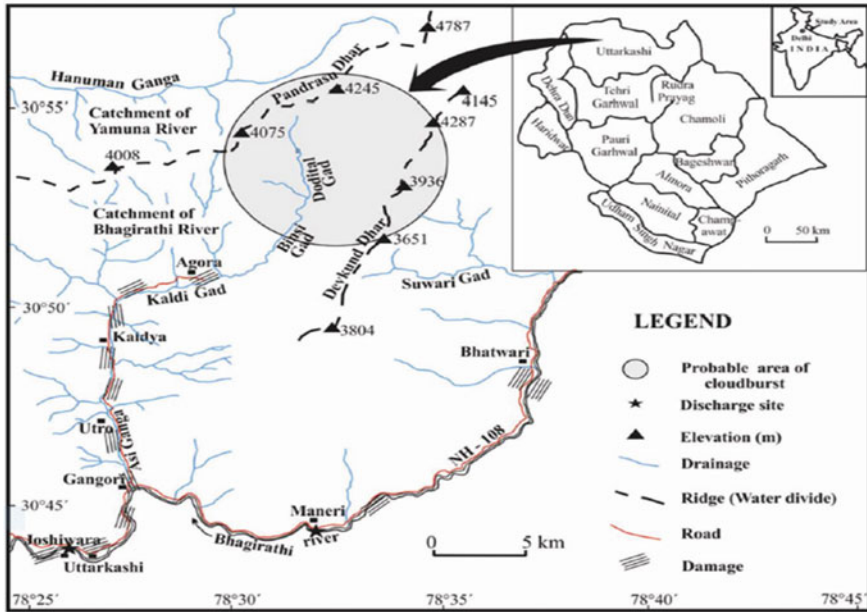 4787
Hanuman Ganga
Pandrasu Dhar
30°55'
4245
4145
Catchment of
Yamuna River
4075
4287
4008
Dodital
Gad
3936
Catchment of
Bhagirathi River
Binsi
Gad
Devkund Dhar
3651
Agora
Kaldi Gad
Suwari Gad
30°50'
3804
Kaldya
Bhatwari
Utro
Asi Ganga
NH - 108
Gangori
30°45'
Maneri
Joshiwara
Bhagirathi
river
Uttarkashi
0
5 km
78°25'
78°30'
78°35'
78°40'
78°45'
Uttarkashi
Dehra Dun
Tehri
Garhwal
Rudra
Prayag
Chamoli
Haridwar
Pauri
Garhwal
Bageshwar
Almora
Pithoragarh
Nainital
Udham Singh Nagar
Champ-
awat
0
50 km
Study Area
Delhi
INDIA
LEGEND
Probable area of
cloudburst
Discharge site
Elevation (m)
Drainage
Ridge (Water divide)
Road
Damage